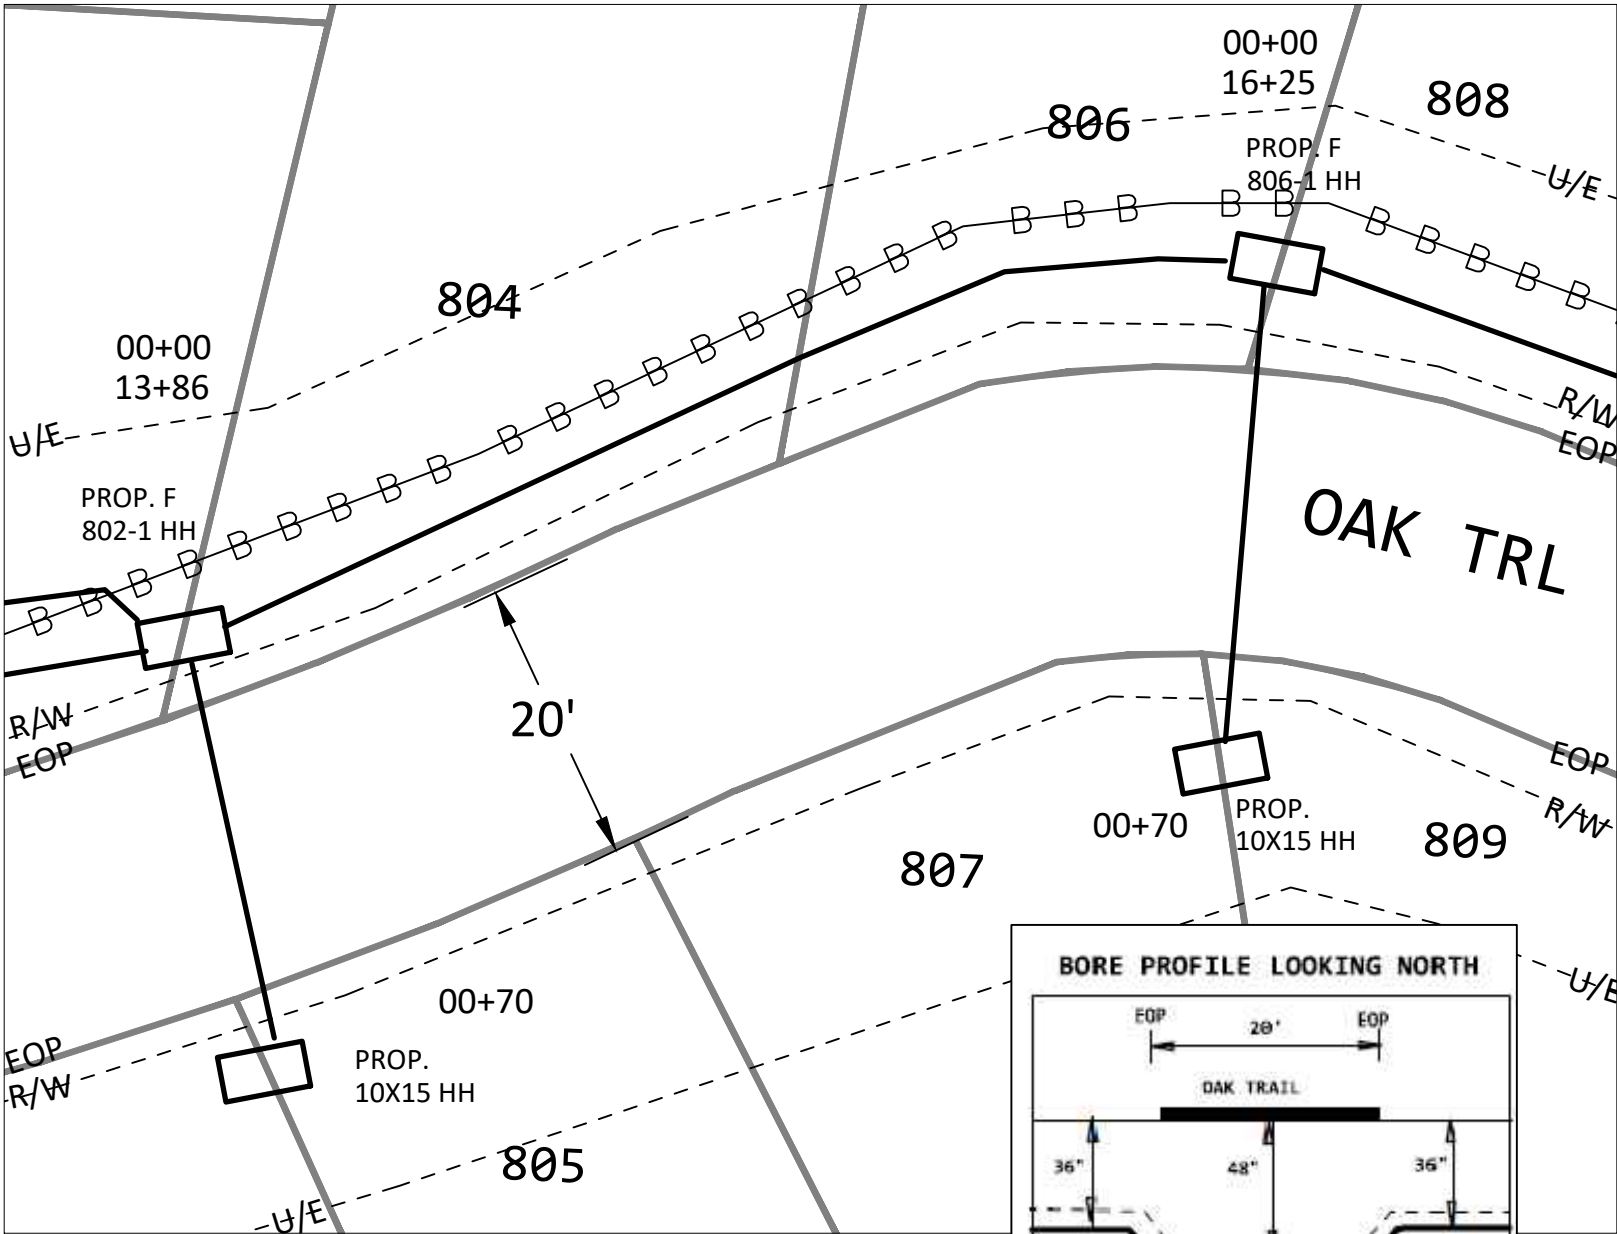 00+00
16+25
808
806
PROP. F
806-1 HH
U/E
B B B B B B B B B B B B B B B B B B B B B B B B B B B B B
804
00+00
13+86
U/E
R/W
EOP
PROP. F
802-1 HH
OAK TRL
R/W
EOP
20'
EOP
R/W
00+70
PROP.
10X15 HH
809
807
BORE PROFILE LOOKING NORTH
U/E
00+70
EOP
20'
EOP
EOP
R/W
PROP.
10X15 HH
OAK TRAIL
805
36"
48"
36"
U/E